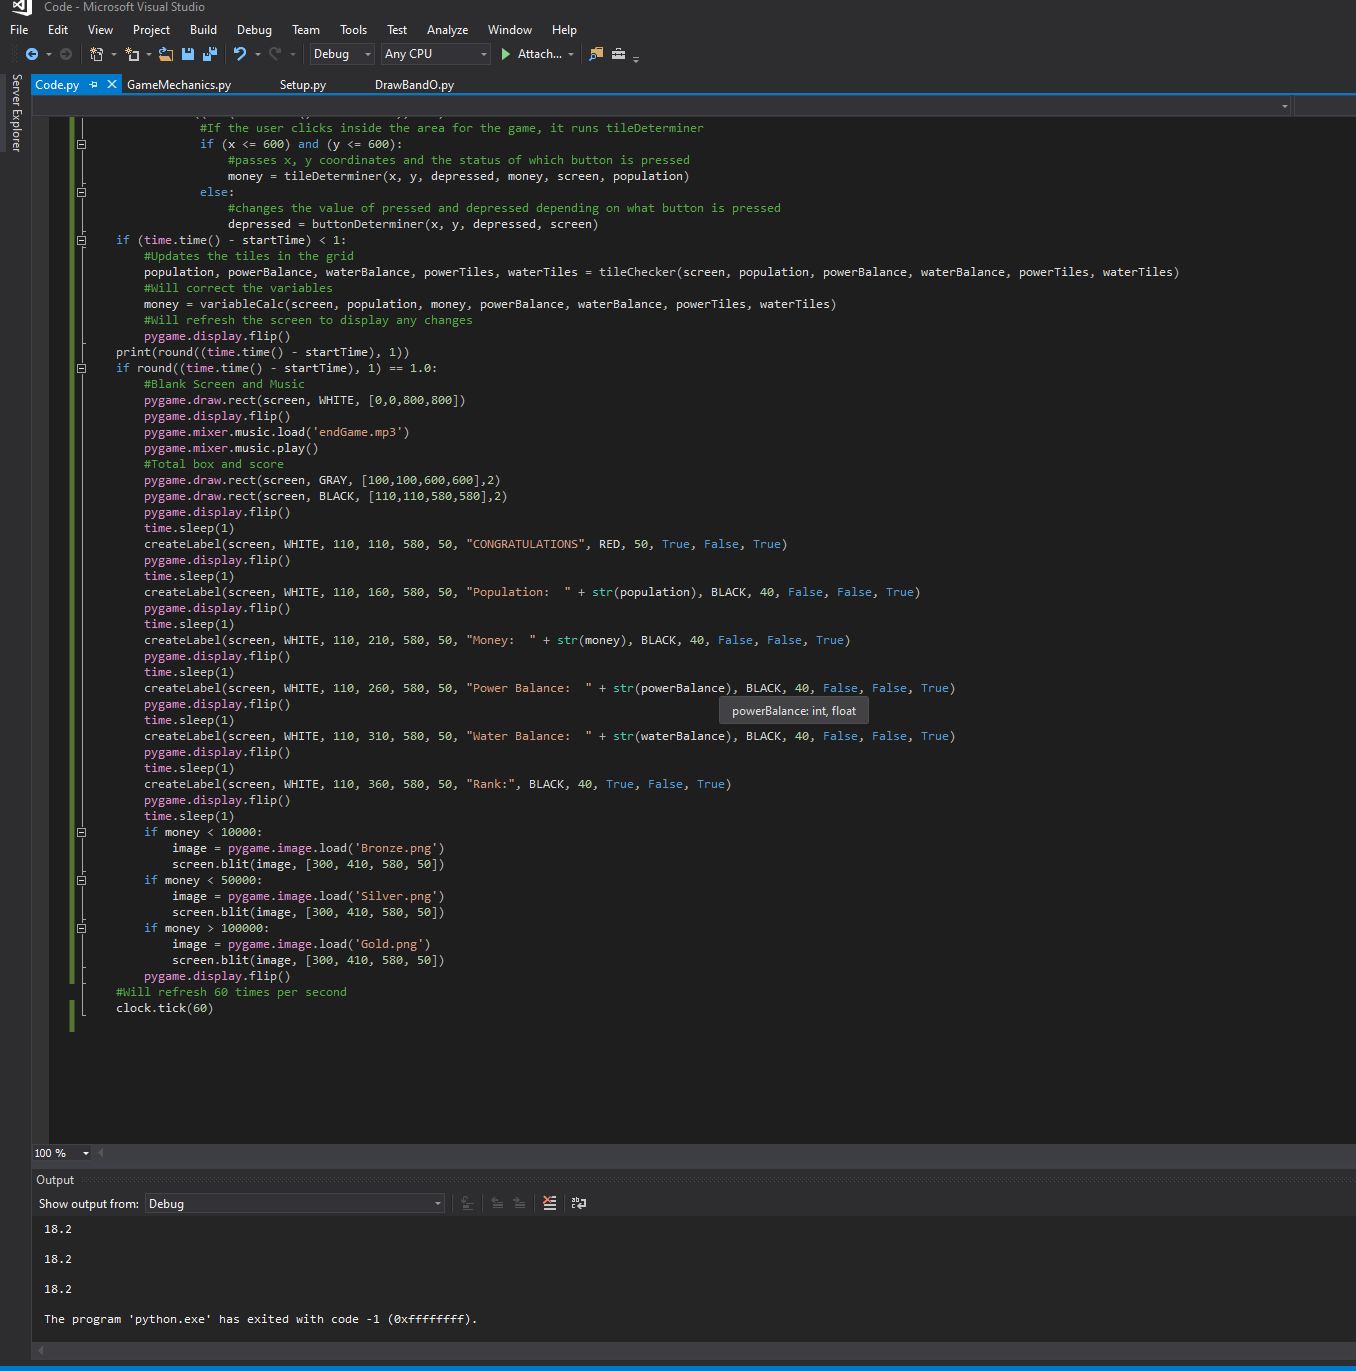 Code - Microsoft Visual Studio
File Edit View Project Build Debug Team Tools Test Analyze Window Help
Debug Any CPU Attach...
Server Explorer
Code.py GameMechanics.py Setup.py DrawBandO.py
#If the user clicks inside the area for the game, it runs tileDeterminer
if (x <= 600) and (y <= 600):
#passes x, y coordinates and the status of which button is pressed
money = tileDeterminer(x, y, depressed, money, screen, population)
else:
#changes the value of pressed and depressed depending on what button is pressed
depressed = buttonDeterminer(x, y, depressed, screen)
if (time.time() - startTime) < 1:
#Updates the tiles in the grid
population, powerBalance, waterBalance, powerTiles, waterTiles = tileChecker(screen, population, powerBalance, waterBalance, powerTiles, waterTiles)
#Will correct the variables
money = variableCalc(screen, population, money, powerBalance, waterBalance, powerTiles, waterTiles)
#Will refresh the screen to display any changes
pygame.display.flip()
print(round((time.time() - startTime), 1))
if round((time.time() - startTime), 1) == 1.0:
#Blank Screen and Music
pygame.draw.rect(screen, WHITE, [0,0,800,800])
pygame.display.flip()
pygame.mixer.music.load('endGame.mp3')
pygame.mixer.music.play()
#Total box and score
pygame.draw.rect(screen, GRAY, [100,100,600,600],2)
pygame.draw.rect(screen, BLACK, [110,110,580,580],2)
pygame.display.flip()
time.sleep(1)
createLabel(screen, WHITE, 110, 110, 580, 50, "CONGRATULATIONS", RED, 50, True, False, True)
pygame.display.flip()
time.sleep(1)
createLabel(screen, WHITE, 110, 160, 580, 50, "Population:  " + str(population), BLACK, 40, False, False, True)
pygame.display.flip()
time.sleep(1)
createLabel(screen, WHITE, 110, 210, 580, 50, "Money:  " + str(money), BLACK, 40, False, False, True)
pygame.display.flip()
time.sleep(1)
createLabel(screen, WHITE, 110, 260, 580, 50, "Power Balance:  " + str(powerBalance), BLACK, 40, False, False, True)
pygame.display.flip()
powerBalance: int, float
time.sleep(1)
createLabel(screen, WHITE, 110, 310, 580, 50, "Water Balance:  " + str(waterBalance), BLACK, 40, False, False, True)
pygame.display.flip()
time.sleep(1)
createLabel(screen, WHITE, 110, 360, 580, 50, "Rank:", BLACK, 40, True, False, True)
pygame.display.flip()
time.sleep(1)
if money < 10000:
image = pygame.image.load('Bronze.png')
screen.blit(image, [300, 410, 580, 50])
if money < 50000:
image = pygame.image.load('Silver.png')
screen.blit(image, [300, 410, 580, 50])
if money > 100000:
image = pygame.image.load('Gold.png')
screen.blit(image, [300, 410, 580, 50])
pygame.display.flip()
#Will refresh 60 times per second
clock.tick(60)
100 %
Output
Show output from: Debug
18.2
18.2
18.2
The program 'python.exe' has exited with code -1 (0xffffffff).